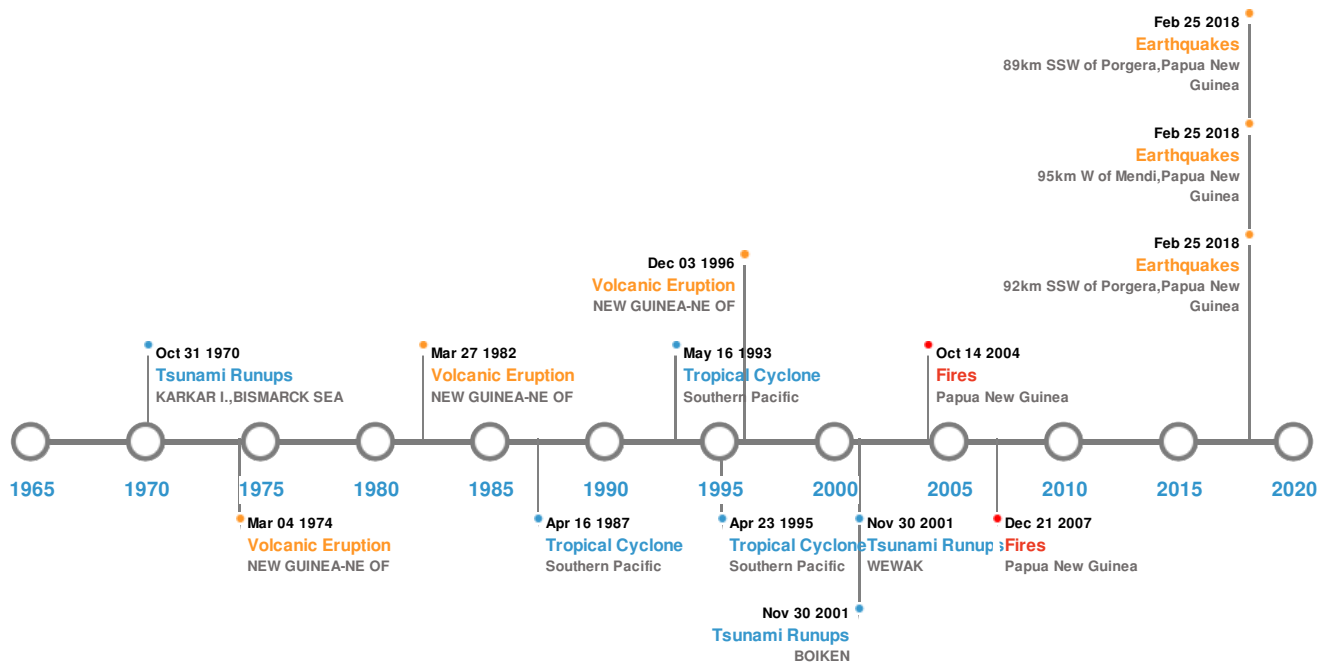 Feb 25 2018
Earthquakes
89km SSW of Porgera,Papua New
Guinea
Feb 25 2018
Earthquakes
95km W of Mendi,Papua New
Guinea
Feb 25 2018
Earthquakes
92km SSW of Porgera,Papua New
Guinea
Dec 03 1996
Volcanic Eruption
NEW GUINEA-NE OF
Oct 31 1970
Tsunami Runups
KARKAR I.,BISMARCK SEA
Mar 27 1982
Volcanic Eruption
NEW GUINEA-NE OF
May 16 1993
Tropical Cyclone
Southern Pacific
Oct 14 2004
Fires
Papua New Guinea
1965 1970 1975 1980 1985 1990 1995 2000 2005 2010 2015 2020
Mar 04 1974
Volcanic Eruption
NEW GUINEA-NE OF
Apr 16 1987
Tropical Cyclone
Southern Pacific
Apr 23 1995
Tropical Cyclone
Southern Pacific
Nov 30 2001
Tsunami Runups
WEWAK
Dec 21 2007
Fires
Papua New Guinea
Nov 30 2001
Tsunami Runups
BOIKEN